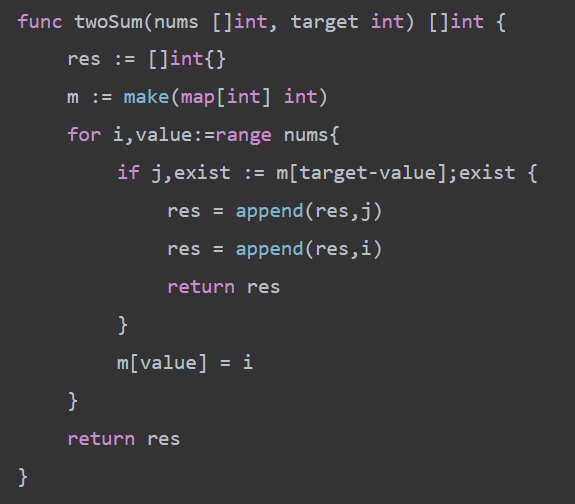 func twoSum(nums []int, target int) []int {
    res := []int{}
    m := make(map[int] int)
    for i,value:=range nums{
        if j,exist := m[target-value];exist {
            res = append(res,j)
            res = append(res,i)
            return res
        }
        m[value] = i
    }
    return res
}